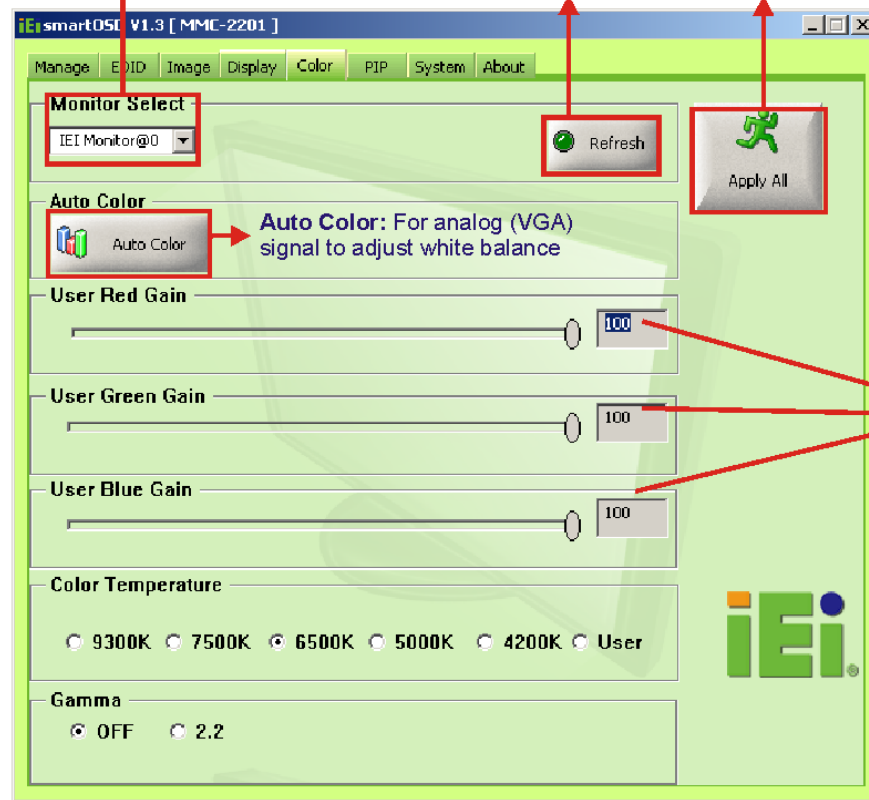 iEi smartOSD V1.3 [ MMC-2201 ]
Manage EDID Image Display Color PIP System About
Monitor Select
IEI Monitor@0
Refresh
Apply All
Auto Color
Auto Color
Auto Color: For analog (VGA)
signal to adjust white balance
User Red Gain
100
User Green Gain
100
User Blue Gain
100
Color Temperature
9300K 7500K 6500K 5000K 4200K User
iEi®
Gamma
OFF 2.2